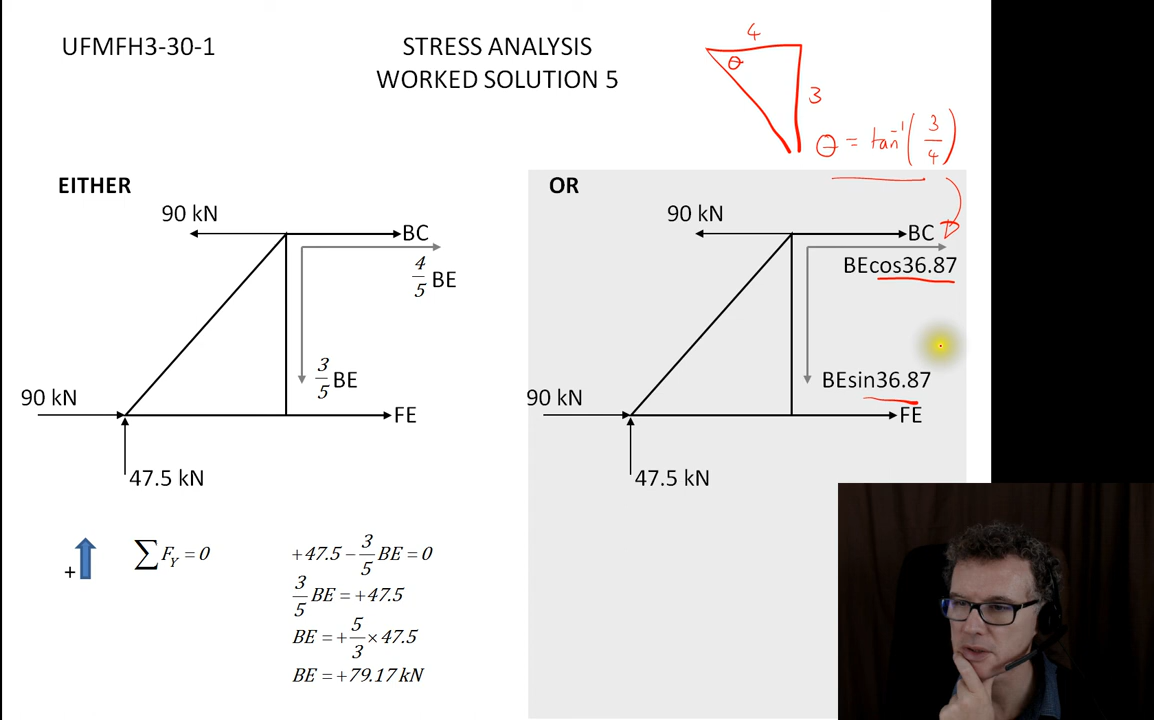 UFMFH3-30-1
STRESS ANALYSIS
WORKED SOLUTION 5
4
θ
3
θ = tan⁻¹(3/4)
EITHER
90 kN
BC
4/5 BE
3/5 BE
90 kN
FE
47.5 kN
+
∑F_Y = 0
+47.5 − 3/5 BE = 0
3/5 BE = +47.5
BE = + 5/3 × 47.5
BE = +79.17 kN
OR
90 kN
BC
BEcos36.87
BEsin36.87
90 kN
FE
47.5 kN